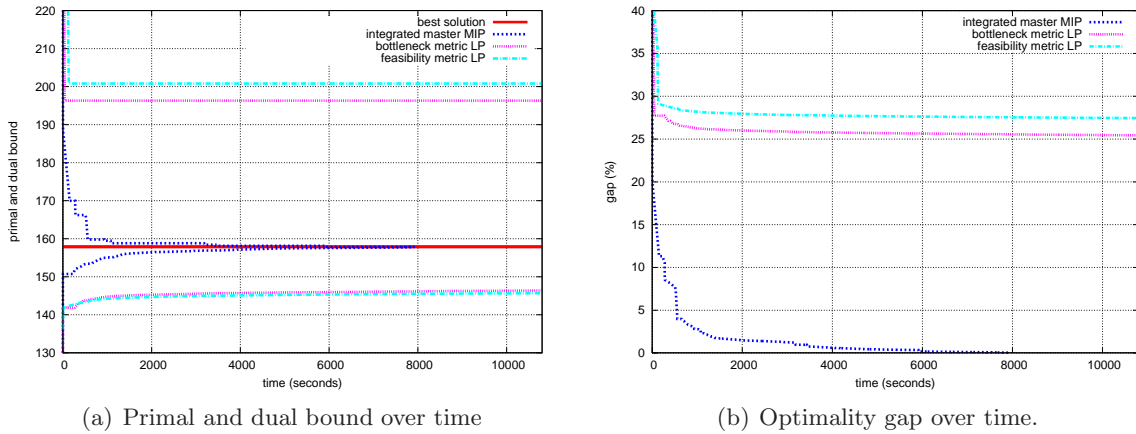 220
210
200
190
180
170
160
150
140
130
primal and dual bound
0 2000 4000 6000 8000 10000
time (seconds)
best solution
integrated master MIP
bottleneck metric LP
feasibility metric LP
(a) Primal and dual bound over time
40
35
30
25
20
15
10
5
0
gap (%)
0 2000 4000 6000 8000 10000
time (seconds)
integrated master MIP
bottleneck metric LP
feasibility metric LP
(b) Optimality gap over time.